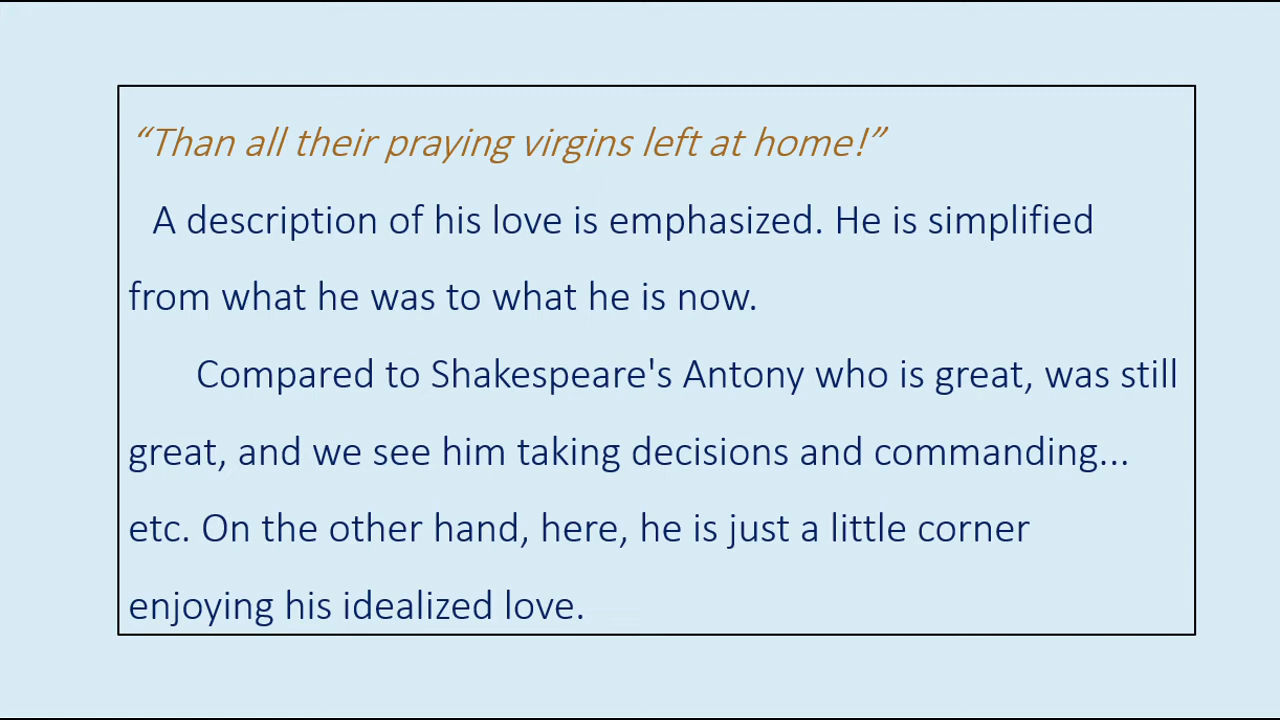 “Than all their praying virgins left at home!”
A description of his love is emphasized. He is simplified
from what he was to what he is now.
Compared to Shakespeare's Antony who is great, was still
great, and we see him taking decisions and commanding...
etc. On the other hand, here, he is just a little corner
enjoying his idealized love.